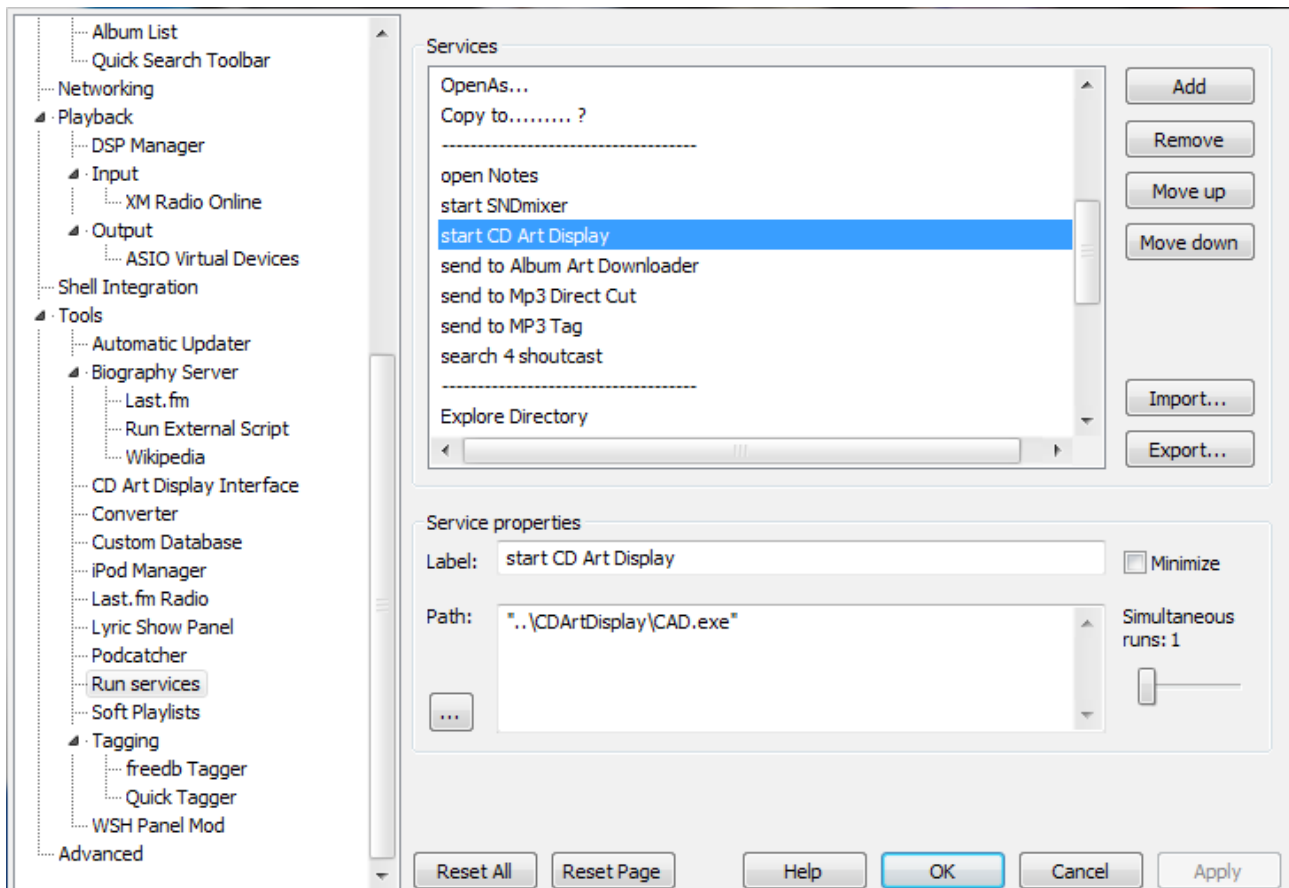 Album List
Quick Search Toolbar
Networking
Playback
DSP Manager
Input
XM Radio Online
Output
ASIO Virtual Devices
Shell Integration
Tools
Automatic Updater
Biography Server
Last.fm
Run External Script
Wikipedia
CD Art Display Interface
Converter
Custom Database
iPod Manager
Last.fm Radio
Lyric Show Panel
Podcatcher
Run services
Soft Playlists
Tagging
freedb Tagger
Quick Tagger
WSH Panel Mod
Advanced
Services
OpenAs...
Copy to......... ?
------------------------------------
open Notes
start SNDmixer
start CD Art Display
send to Album Art Downloader
send to Mp3 Direct Cut
send to MP3 Tag
search 4 shoutcast
------------------------------------
Explore Directory
Add
Remove
Move up
Move down
Import...
Export...
Service properties
Label:
start CD Art Display
Minimize
Path:
"..\CDArtDisplay\CAD.exe"
Simultaneous
runs: 1
...
Reset All
Reset Page
Help
OK
Cancel
Apply